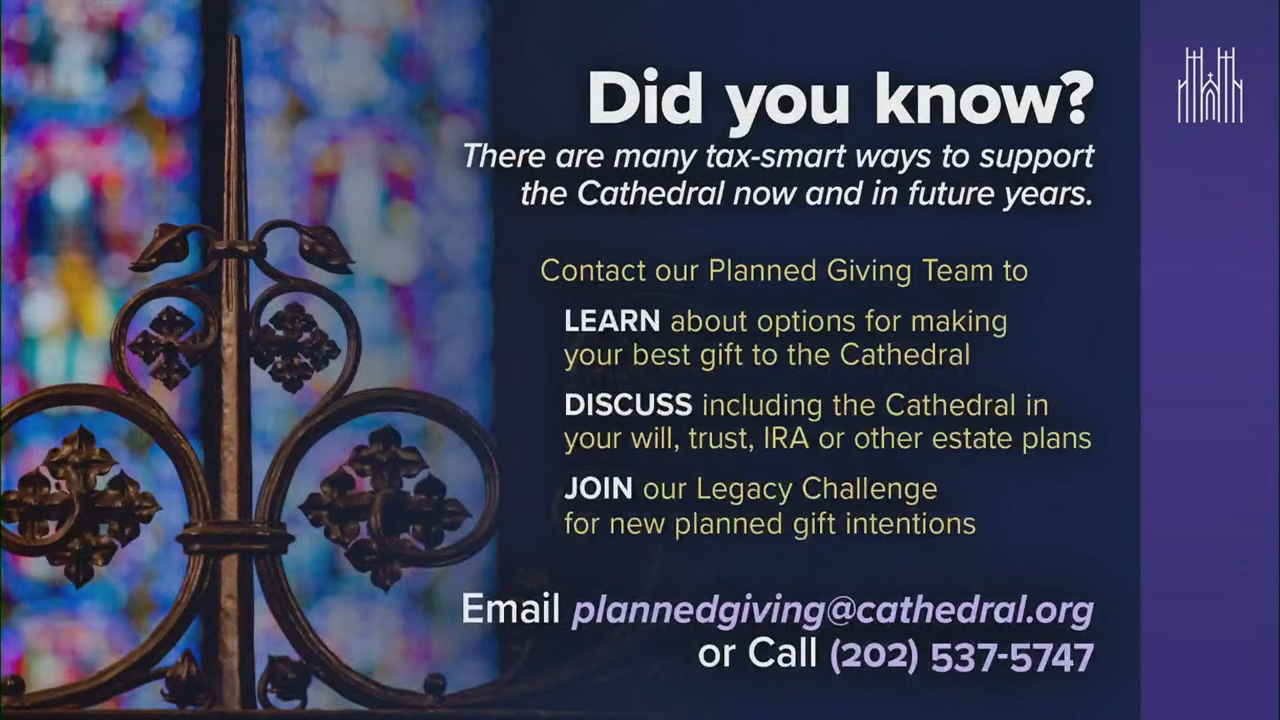 Did you know?
There are many tax-smart ways to support
the Cathedral now and in future years.
Contact our Planned Giving Team to
LEARN about options for making
your best gift to the Cathedral
DISCUSS including the Cathedral in
your will, trust, IRA or other estate plans
JOIN our Legacy Challenge
for new planned gift intentions
Email plannedgiving@cathedral.org
or Call (202) 537-5747